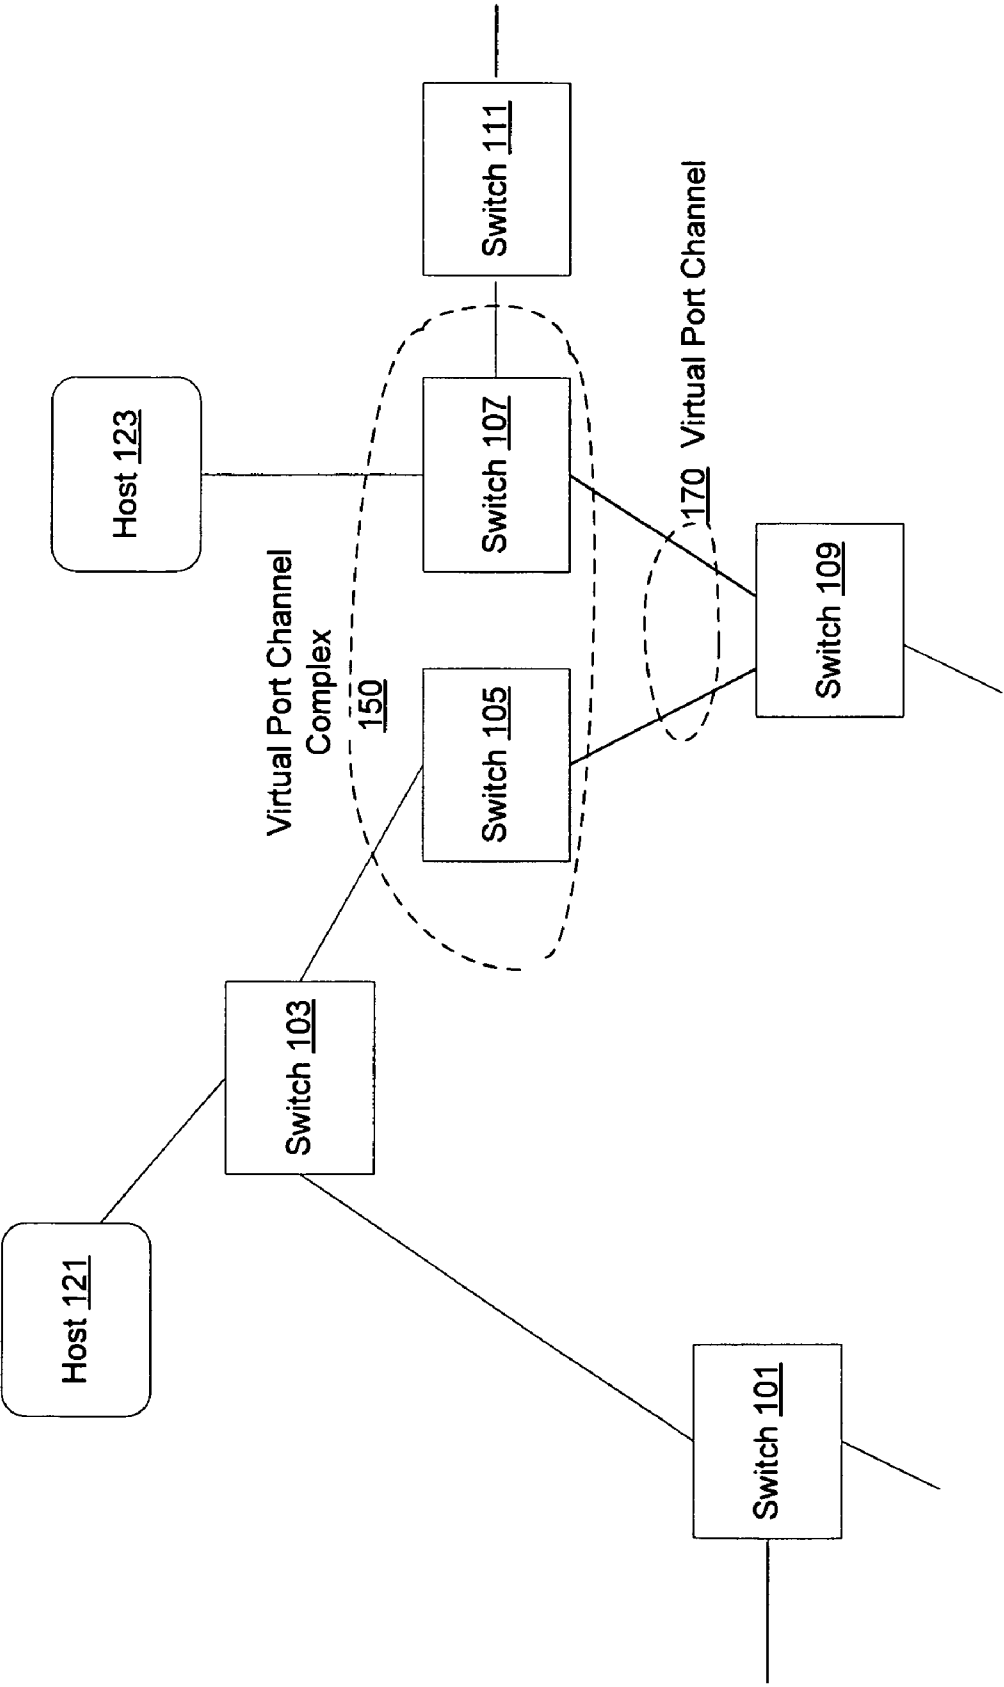 Host 121
Host 123
Switch 103
Virtual Port Channel
Complex
150
Switch 105
Switch 107
Switch 111
170 Virtual Port Channel
Switch 101
Switch 109